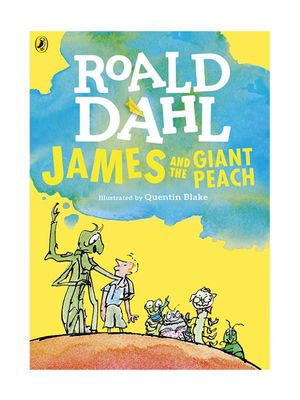 ROALD
DAHL
JAMES AND THE GIANT PEACH
Illustrated by Quentin Blake